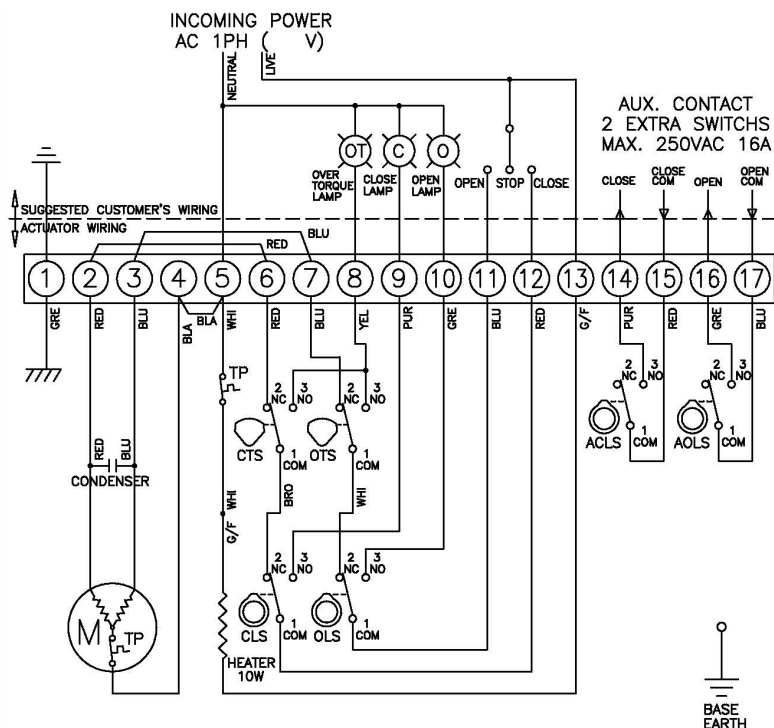 INCOMING POWER
AC 1PH (     V)
NEUTRAL
LIVE
AUX. CONTACT
2 EXTRA SWITCHS
MAX. 250VAC 16A
OT
C
O
OVER
TORQUE
LAMP
CLOSE
LAMP
OPEN
LAMP
OPEN
STOP
CLOSE
CLOSE
CLOSE
COM
OPEN
OPEN
COM
SUGGESTED CUSTOMER'S WIRING
ACTUATOR WIRING
BLU
RED
1
2
3
4
5
6
7
8
9
10
11
12
13
14
15
16
17
GRE
RED
BLU
BLA
BLA
WHI
RED
BLU
YEL
PUR
GRE
BLU
RED
G/F
PUR
RED
GRE
BLU
TP
2
NC
3
NO
2
NC
3
NO
2
NC
3
NO
2
NC
3
NO
CTS
1
COM
OTS
1
COM
ACLS
1
COM
AOLS
1
COM
RED
BLU
CONDENSER
WHI
G/F
BRO
WHI
2
NC
3
NO
2
NC
3
NO
M
TP
CLS
1
COM
OLS
1
COM
HEATER
10W
BASE
EARTH